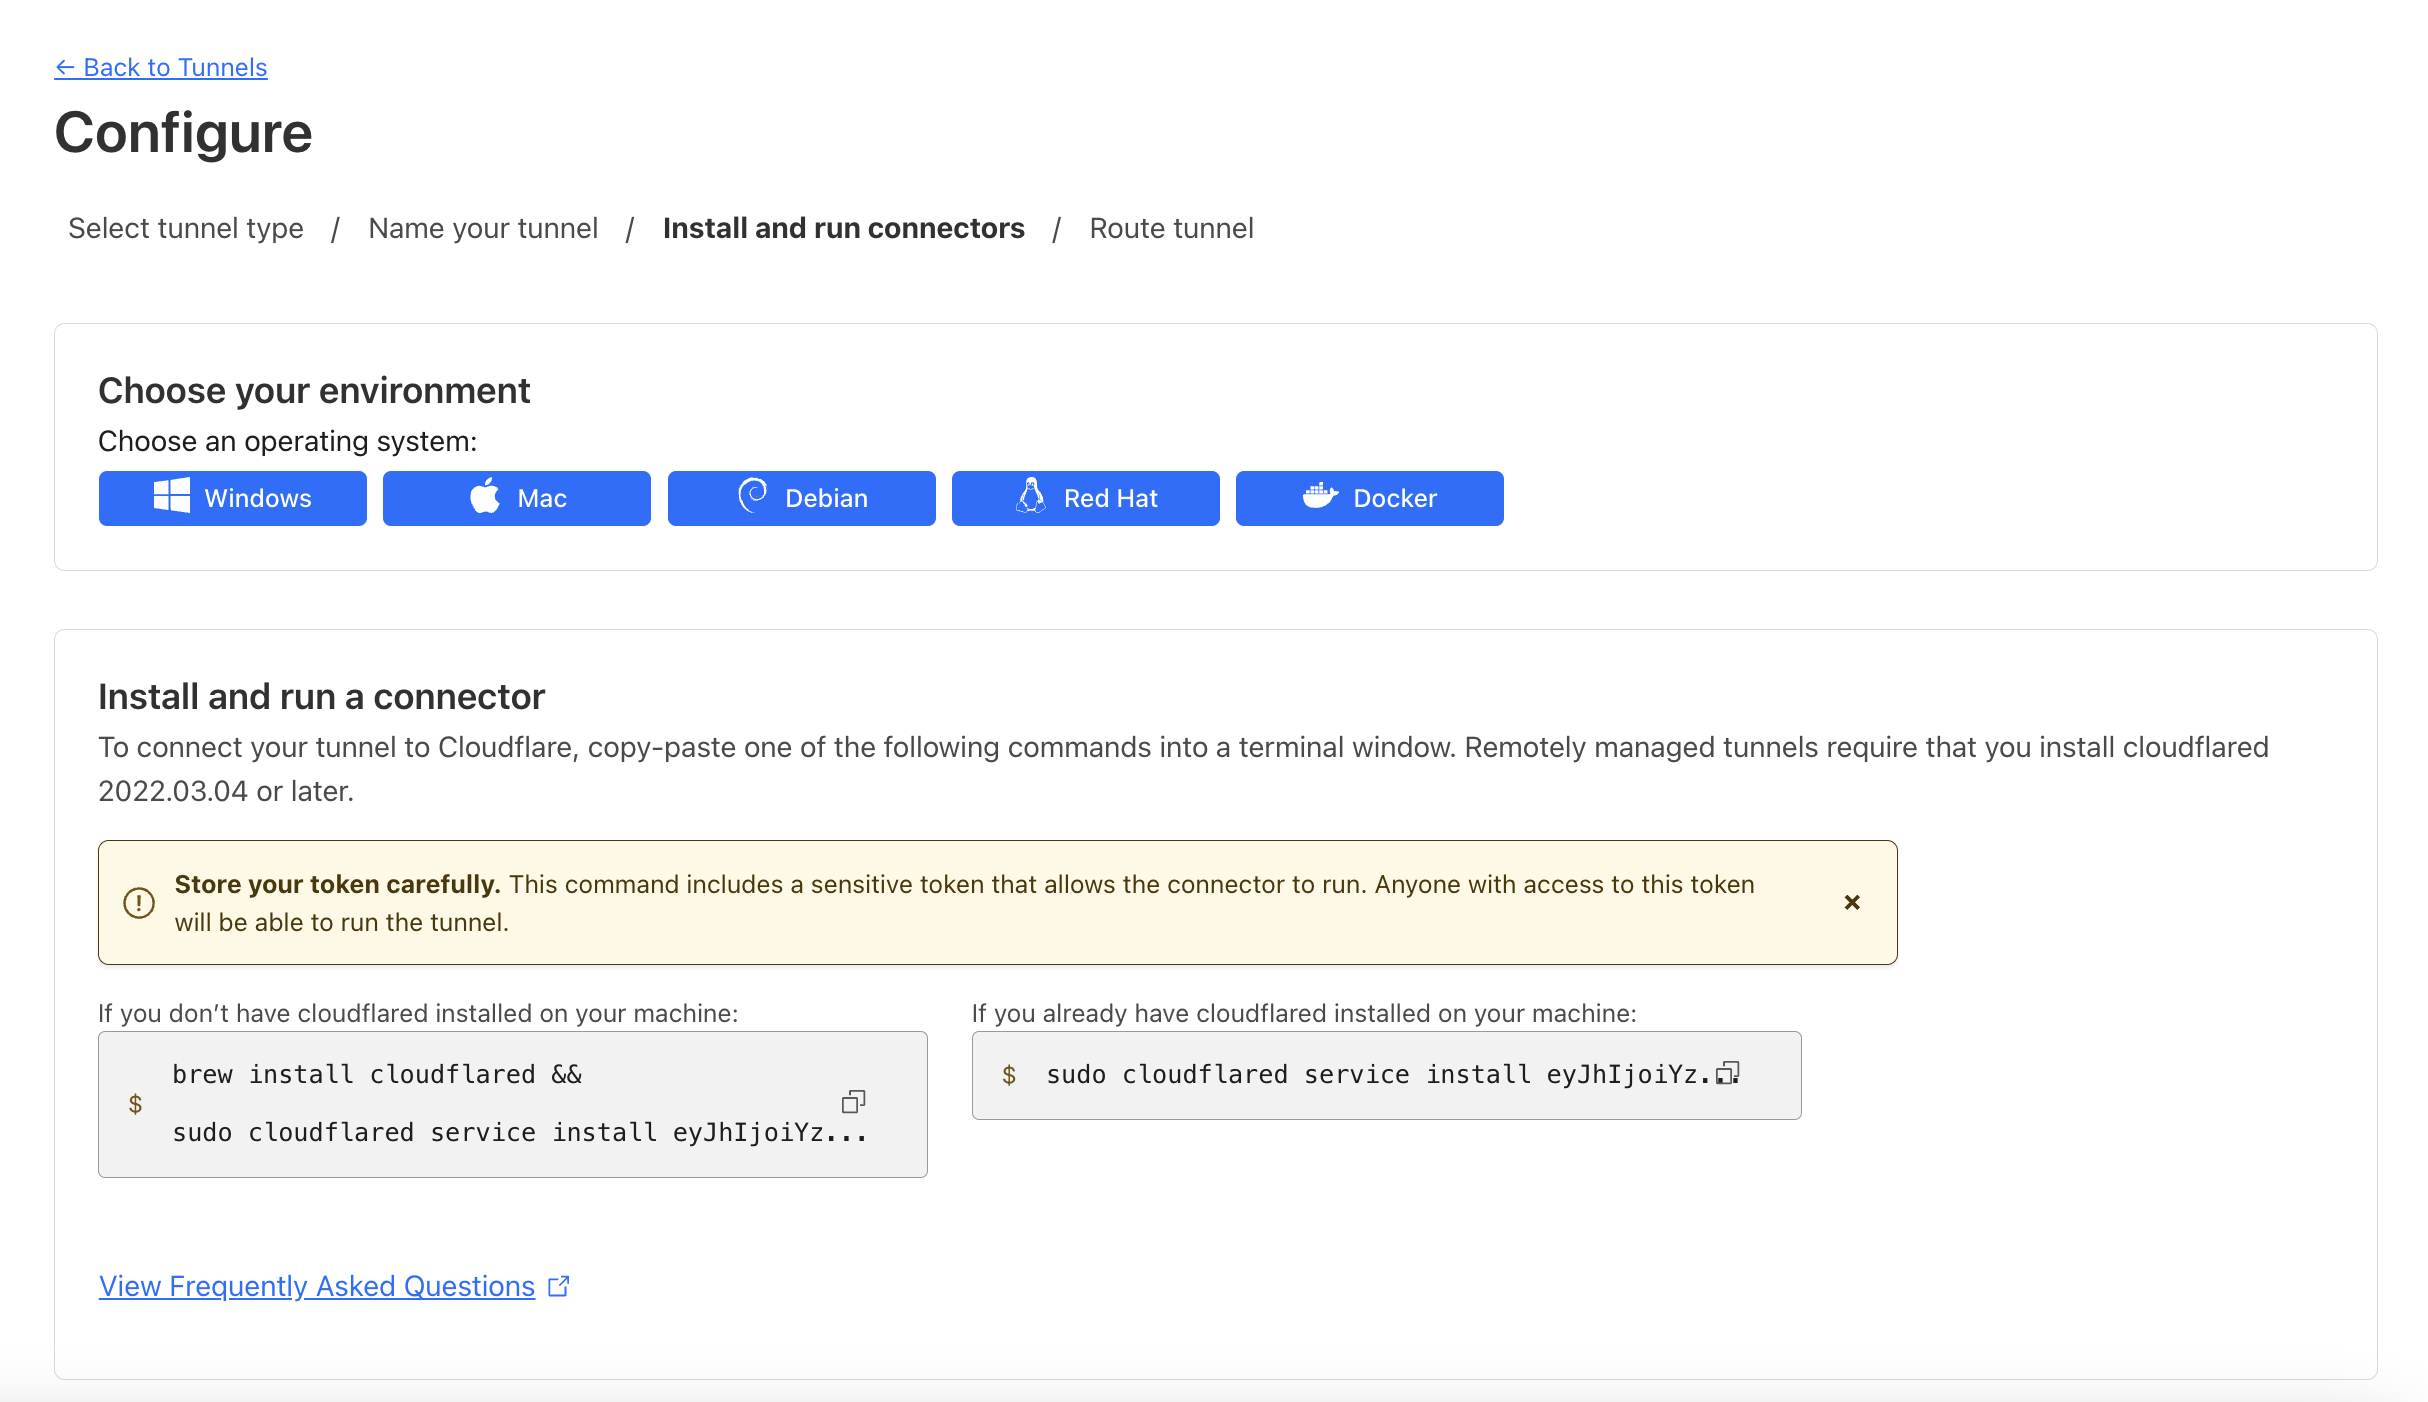 ← Back to Tunnels
Configure
Select tunnel type / Name your tunnel / Install and run connectors / Route tunnel
Choose your environment
Choose an operating system:
Windows Mac Debian Red Hat Docker
Install and run a connector
To connect your tunnel to Cloudflare, copy-paste one of the following commands into a terminal window. Remotely managed tunnels require that you install cloudflared
2022.03.04 or later.
Store your token carefully. This command includes a sensitive token that allows the connector to run. Anyone with access to this token
will be able to run the tunnel.
If you don’t have cloudflared installed on your machine:
$ brew install cloudflared &&
sudo cloudflared service install eyJhIjoiYz...
If you already have cloudflared installed on your machine:
$ sudo cloudflared service install eyJhIjoiYz...
View Frequently Asked Questions